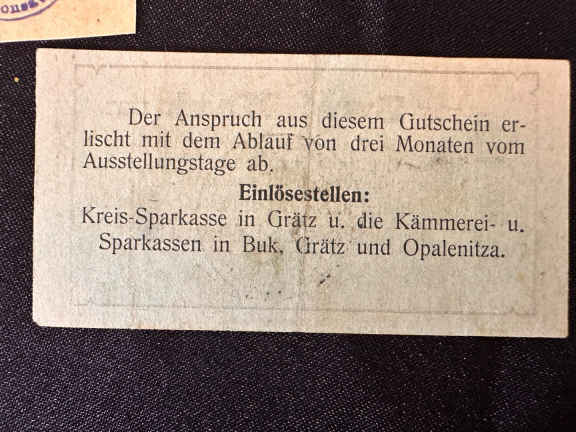 Der Anspruch aus diesem Gutschein er-
lischt mit dem Ablauf von drei Monaten vom
Ausstellungstage ab.
Einlösestellen:
Kreis-Sparkasse in Grätz u. die Kämmerei- u.
Sparkassen in Buk, Grätz und Opalenitza.